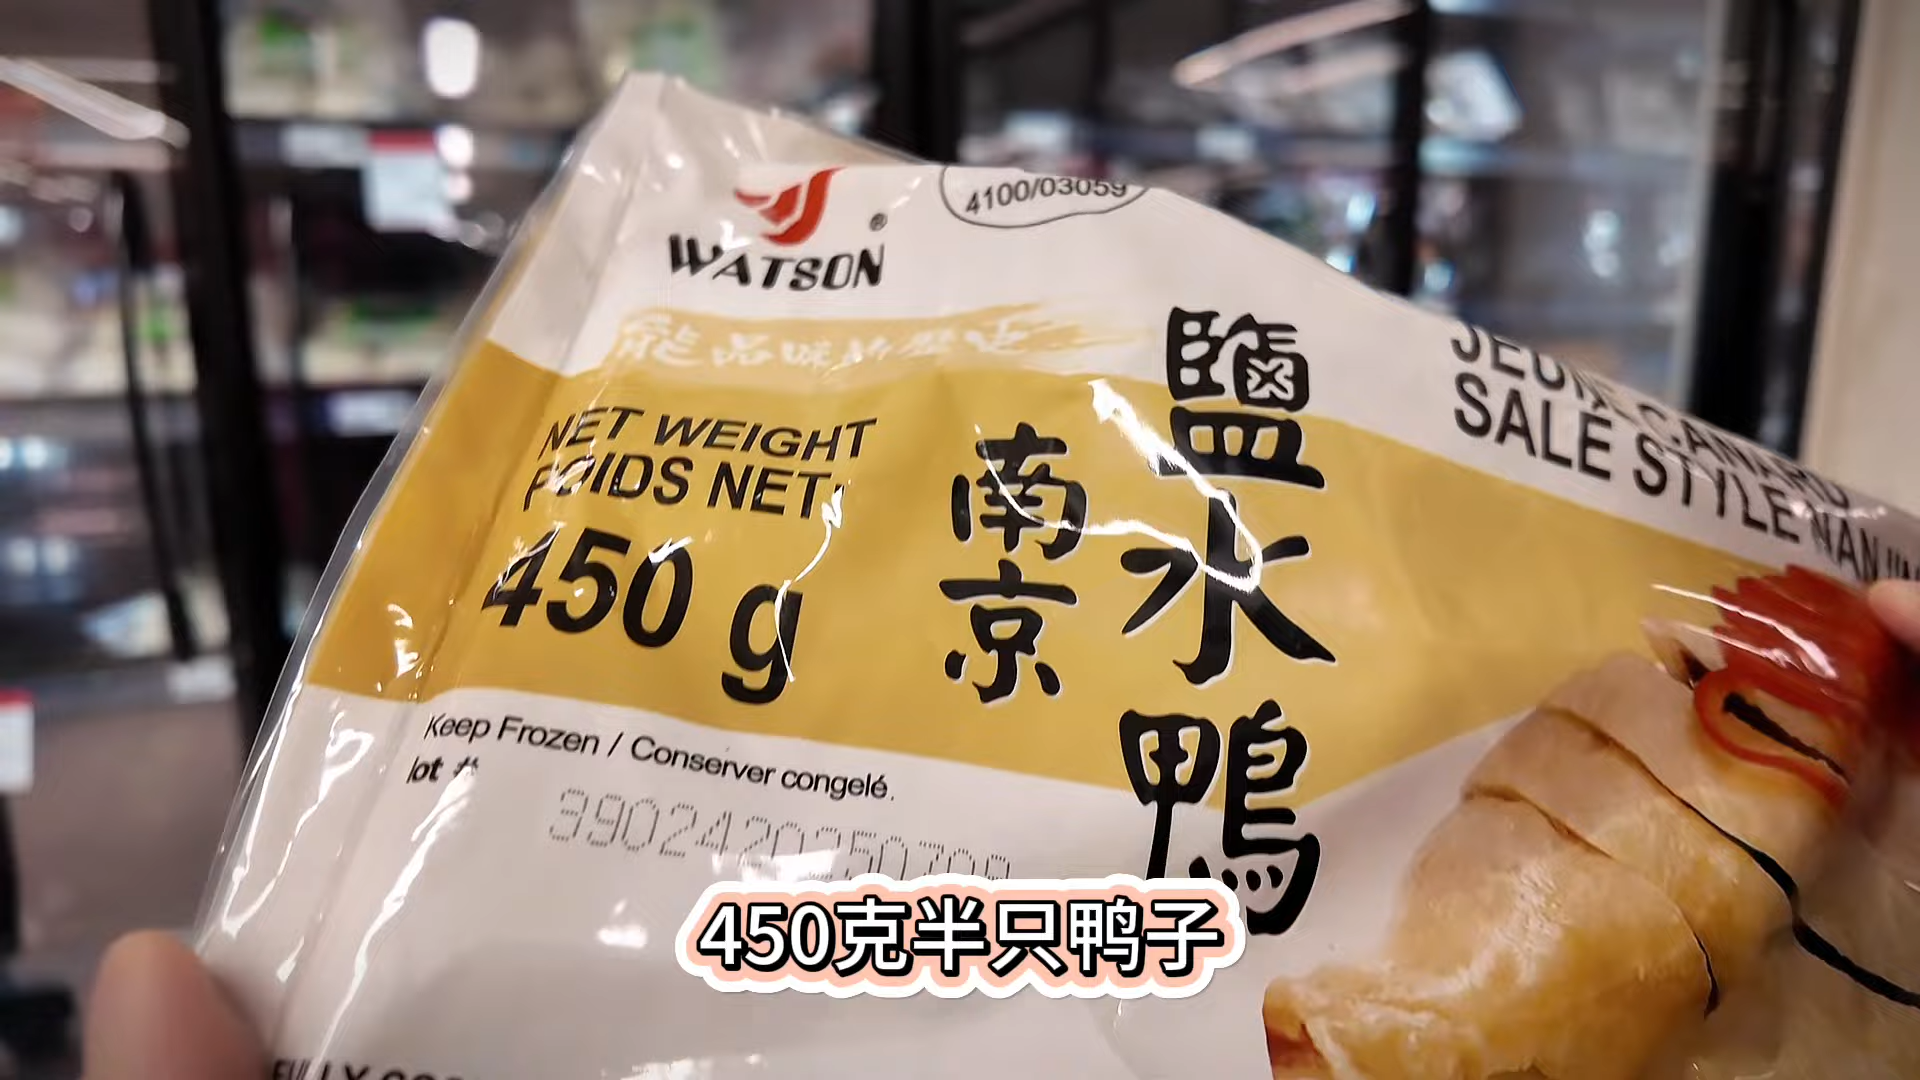 WATSON
®
4100/03059
NET WEIGHT
POIDS NET:
450 g
南京
鹽水鴨
SALE STYLE
Keep Frozen / Conserver congelé.
lot #
450克半只鸭子